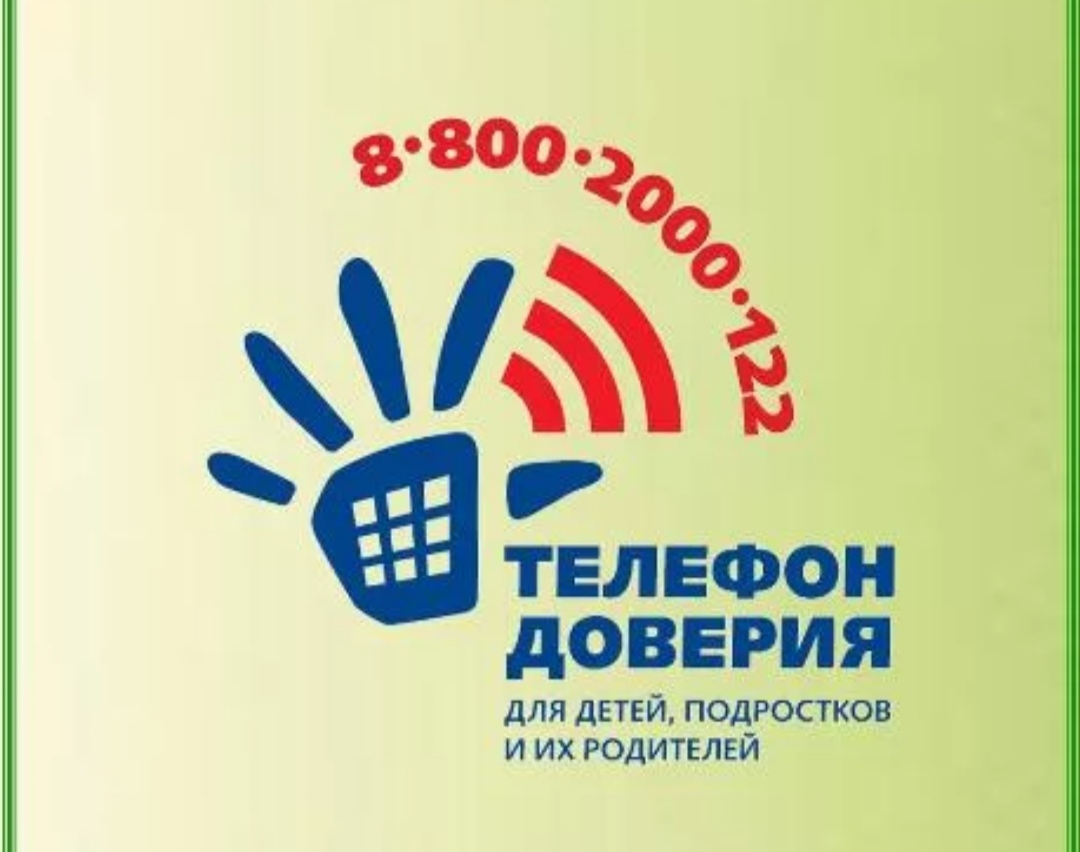 8·800·2000·122
ТЕЛЕФОН
ДОВЕРИЯ
ДЛЯ ДЕТЕЙ, ПОДРОСТКОВ
И ИХ РОДИТЕЛЕЙ